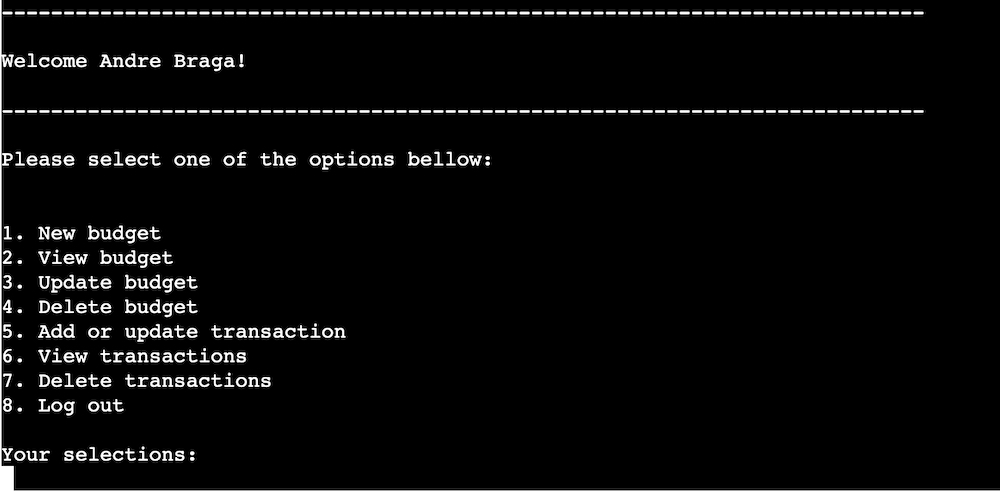 ---------------------------------------------------------------------------
Welcome Andre Braga!
---------------------------------------------------------------------------
Please select one of the options bellow:
1. New budget
2. View budget
3. Update budget
4. Delete budget
5. Add or update transaction
6. View transactions
7. Delete transactions
8. Log out
Your selections: